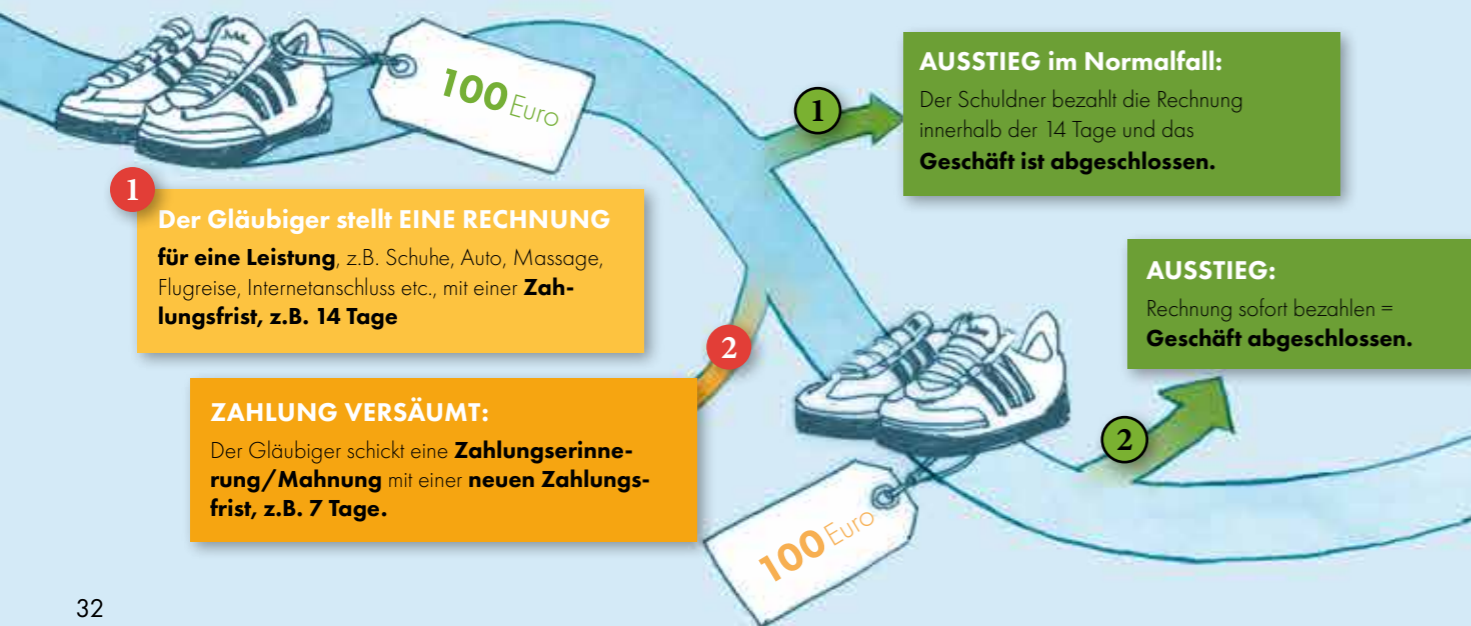 100 Euro
1
AUSSTIEG im Normalfall:
Der Schuldner bezahlt die Rechnung
innerhalb der 14 Tage und das
Geschäft ist abgeschlossen.
1
Der Gläubiger stellt EINE RECHNUNG
für eine Leistung, z.B. Schuhe, Auto, Massage,
Flugreise, Internetanschluss etc., mit einer Zah-
lungsfrist, z.B. 14 Tage
2
ZAHLUNG VERSÄUMT:
Der Gläubiger schickt eine Zahlungserinne-
rung/Mahnung mit einer neuen Zahlungs-
frist, z.B. 7 Tage.
AUSSTIEG:
Rechnung sofort bezahlen =
Geschäft abgeschlossen.
2
100 Euro
32